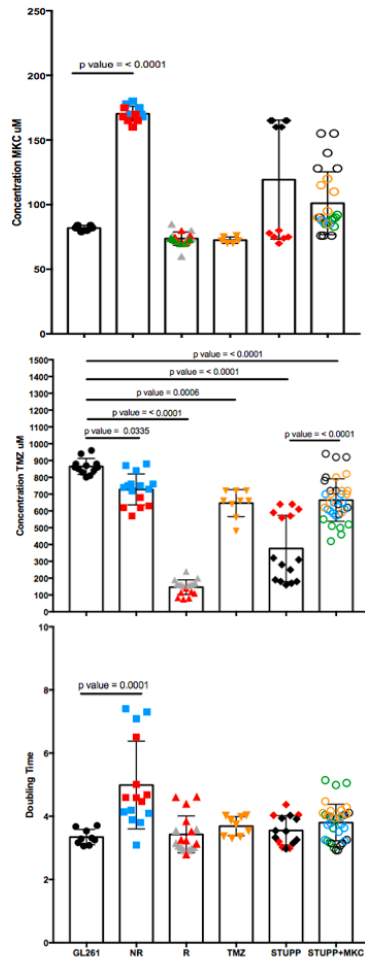 250
200
150
100
50
0
Concentration MKC uM
p value = < 0.0001
1500
1400
1300
1200
1100
1000
900
800
700
600
500
400
300
200
100
0
Concentration TMZ uM
p value = < 0.0001
p value = < 0.0001
p value = 0.0006
p value = < 0.0001
p value = 0.0335
p value = < 0.0001
10
8
6
4
2
0
Doubling Time
p value = 0.0001
GL261 NR R TMZ STUPP STUPP+MKC